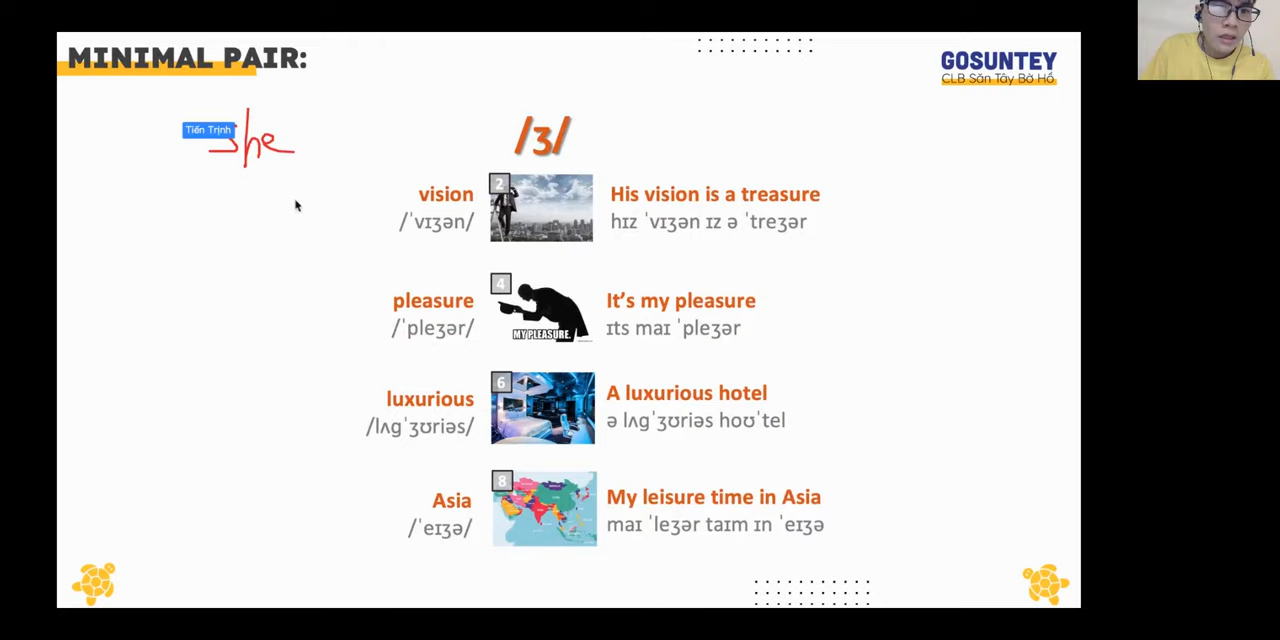 MINIMAL PAIR:
GOSUNTEY
CLB Săn Tây Bờ Hồ
Tiến Trịnh
she
/ʒ/
vision
/ˈvɪʒən/
2
His vision is a treasure
hɪz ˈvɪʒən ɪz ə ˈtreʒər
pleasure
/ˈpleʒər/
4
MY PLEASURE.
It’s my pleasure
ɪts maɪ ˈpleʒər
luxurious
/lʌgˈʒʊriəs/
6
A luxurious hotel
ə lʌgˈʒʊriəs hoʊˈtel
Asia
/ˈeɪʒə/
8
My leisure time in Asia
maɪ ˈleʒər taɪm ɪn ˈeɪʒə